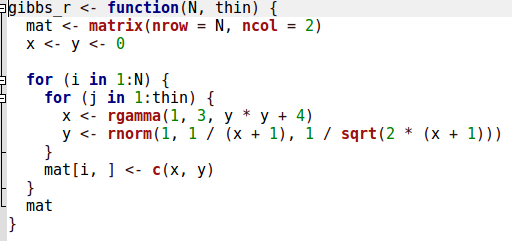 gibbs_r <- function(N, thin) {
  mat <- matrix(nrow = N, ncol = 2)
  x <- y <- 0

  for (i in 1:N) {
    for (j in 1:thin) {
      x <- rgamma(1, 3, y * y + 4)
      y <- rnorm(1, 1 / (x + 1), 1 / sqrt(2 * (x + 1)))
    }
    mat[i, ] <- c(x, y)
  }
  mat
}